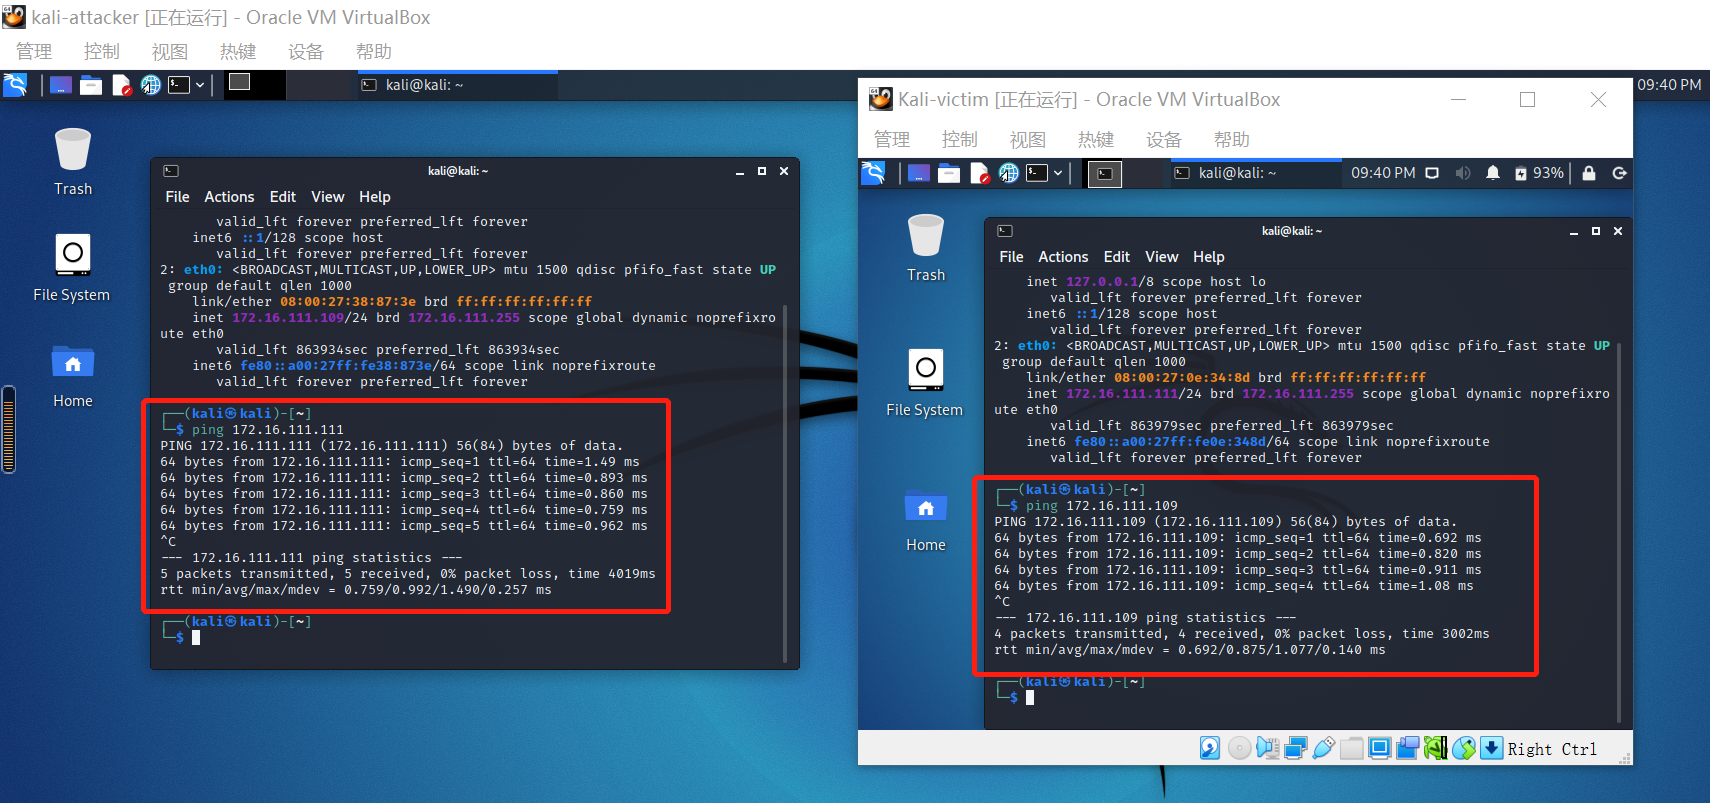 kali-attacker [正在运行] - Oracle VM VirtualBox
管理 控制 视图 热键 设备 帮助
kali@kali: ~
09:40 PM
Trash
File System
Home
kali@kali: ~
File Actions Edit View Help
valid_lft forever preferred_lft forever
inet6 ::1/128 scope host
valid_lft forever preferred_lft forever
2: eth0: <BROADCAST,MULTICAST,UP,LOWER_UP> mtu 1500 qdisc pfifo_fast state UP
group default qlen 1000
link/ether 08:00:27:38:87:3e brd ff:ff:ff:ff:ff:ff
inet 172.16.111.109/24 brd 172.16.111.255 scope global dynamic noprefixro
ute eth0
valid_lft 863934sec preferred_lft 863934sec
inet6 fe80::a00:27ff:fe38:873e/64 scope link noprefixroute
valid_lft forever preferred_lft forever
┌──(kali㉿kali)-[~]
└─$ ping 172.16.111.111
PING 172.16.111.111 (172.16.111.111) 56(84) bytes of data.
64 bytes from 172.16.111.111: icmp_seq=1 ttl=64 time=1.49 ms
64 bytes from 172.16.111.111: icmp_seq=2 ttl=64 time=0.893 ms
64 bytes from 172.16.111.111: icmp_seq=3 ttl=64 time=0.860 ms
64 bytes from 172.16.111.111: icmp_seq=4 ttl=64 time=0.759 ms
64 bytes from 172.16.111.111: icmp_seq=5 ttl=64 time=0.962 ms
^C
--- 172.16.111.111 ping statistics ---
5 packets transmitted, 5 received, 0% packet loss, time 4019ms
rtt min/avg/max/mdev = 0.759/0.992/1.490/0.257 ms
┌──(kali㉿kali)-[~]
└─$
Kali-victim [正在运行] - Oracle VM VirtualBox
管理 控制 视图 热键 设备 帮助
kali@kali: ~
09:40 PM
93%
Trash
File System
Home
kali@kali: ~
File Actions Edit View Help
inet 127.0.0.1/8 scope host lo
valid_lft forever preferred_lft forever
inet6 ::1/128 scope host
valid_lft forever preferred_lft forever
2: eth0: <BROADCAST,MULTICAST,UP,LOWER_UP> mtu 1500 qdisc pfifo_fast state UP
group default qlen 1000
link/ether 08:00:27:0e:34:8d brd ff:ff:ff:ff:ff:ff
inet 172.16.111.111/24 brd 172.16.111.255 scope global dynamic noprefixro
ute eth0
valid_lft 863979sec preferred_lft 863979sec
inet6 fe80::a00:27ff:fe0e:348d/64 scope link noprefixroute
valid_lft forever preferred_lft forever
┌──(kali㉿kali)-[~]
└─$ ping 172.16.111.109
PING 172.16.111.109 (172.16.111.109) 56(84) bytes of data.
64 bytes from 172.16.111.109: icmp_seq=1 ttl=64 time=0.692 ms
64 bytes from 172.16.111.109: icmp_seq=2 ttl=64 time=0.820 ms
64 bytes from 172.16.111.109: icmp_seq=3 ttl=64 time=0.911 ms
64 bytes from 172.16.111.109: icmp_seq=4 ttl=64 time=1.08 ms
^C
--- 172.16.111.109 ping statistics ---
4 packets transmitted, 4 received, 0% packet loss, time 3002ms
rtt min/avg/max/mdev = 0.692/0.875/1.077/0.140 ms
┌──(kali㉿kali)-[~]
└─$
Right Ctrl